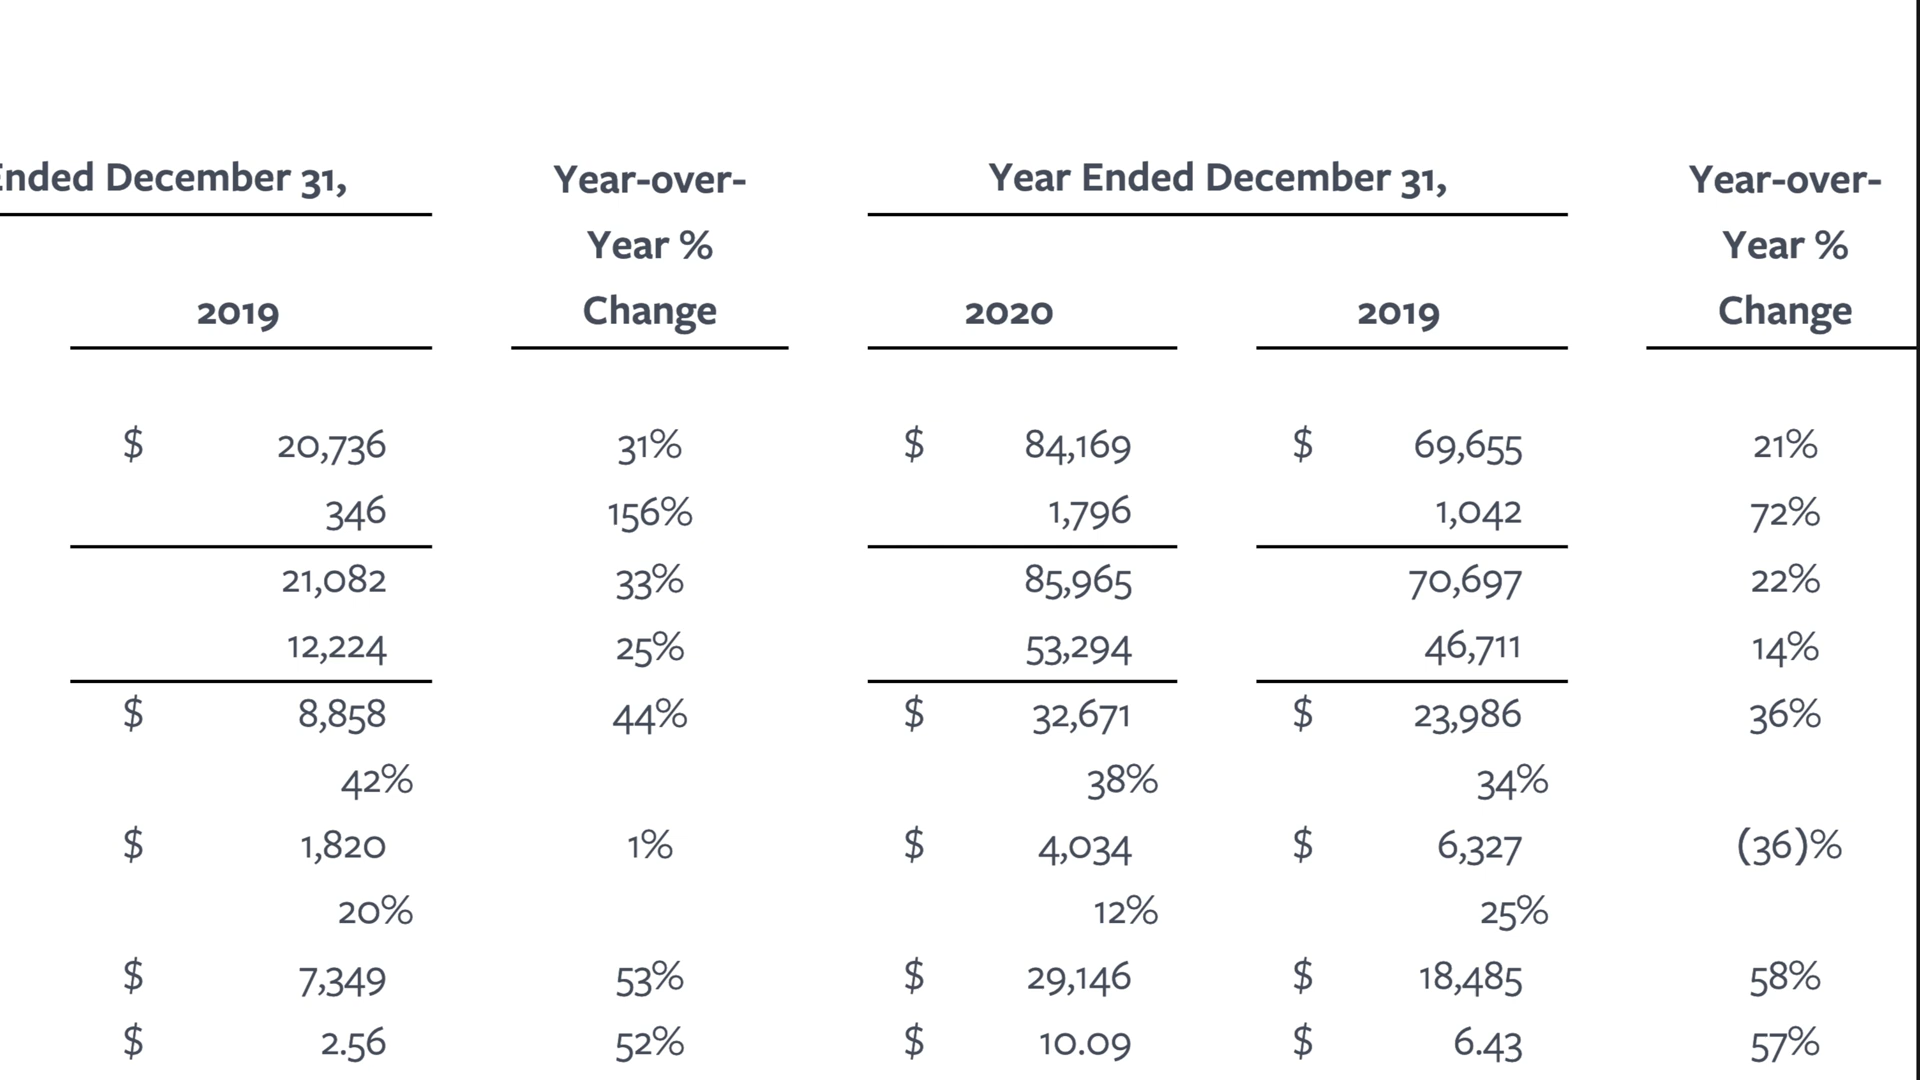 Ended December 31, Year-over- Year Ended December 31, Year-over-
Year % Year %
2019 Change 2020 2019 Change
$ 20,736 31% $ 84,169 $ 69,655 21%
346 156% 1,796 1,042 72%
21,082 33% 85,965 70,697 22%
12,224 25% 53,294 46,711 14%
$ 8,858 44% $ 32,671 $ 23,986 36%
42% 38% 34%
$ 1,820 1% $ 4,034 $ 6,327 (36)%
20% 12% 25%
$ 7,349 53% $ 29,146 $ 18,485 58%
$ 2.56 52% $ 10.09 $ 6.43 57%